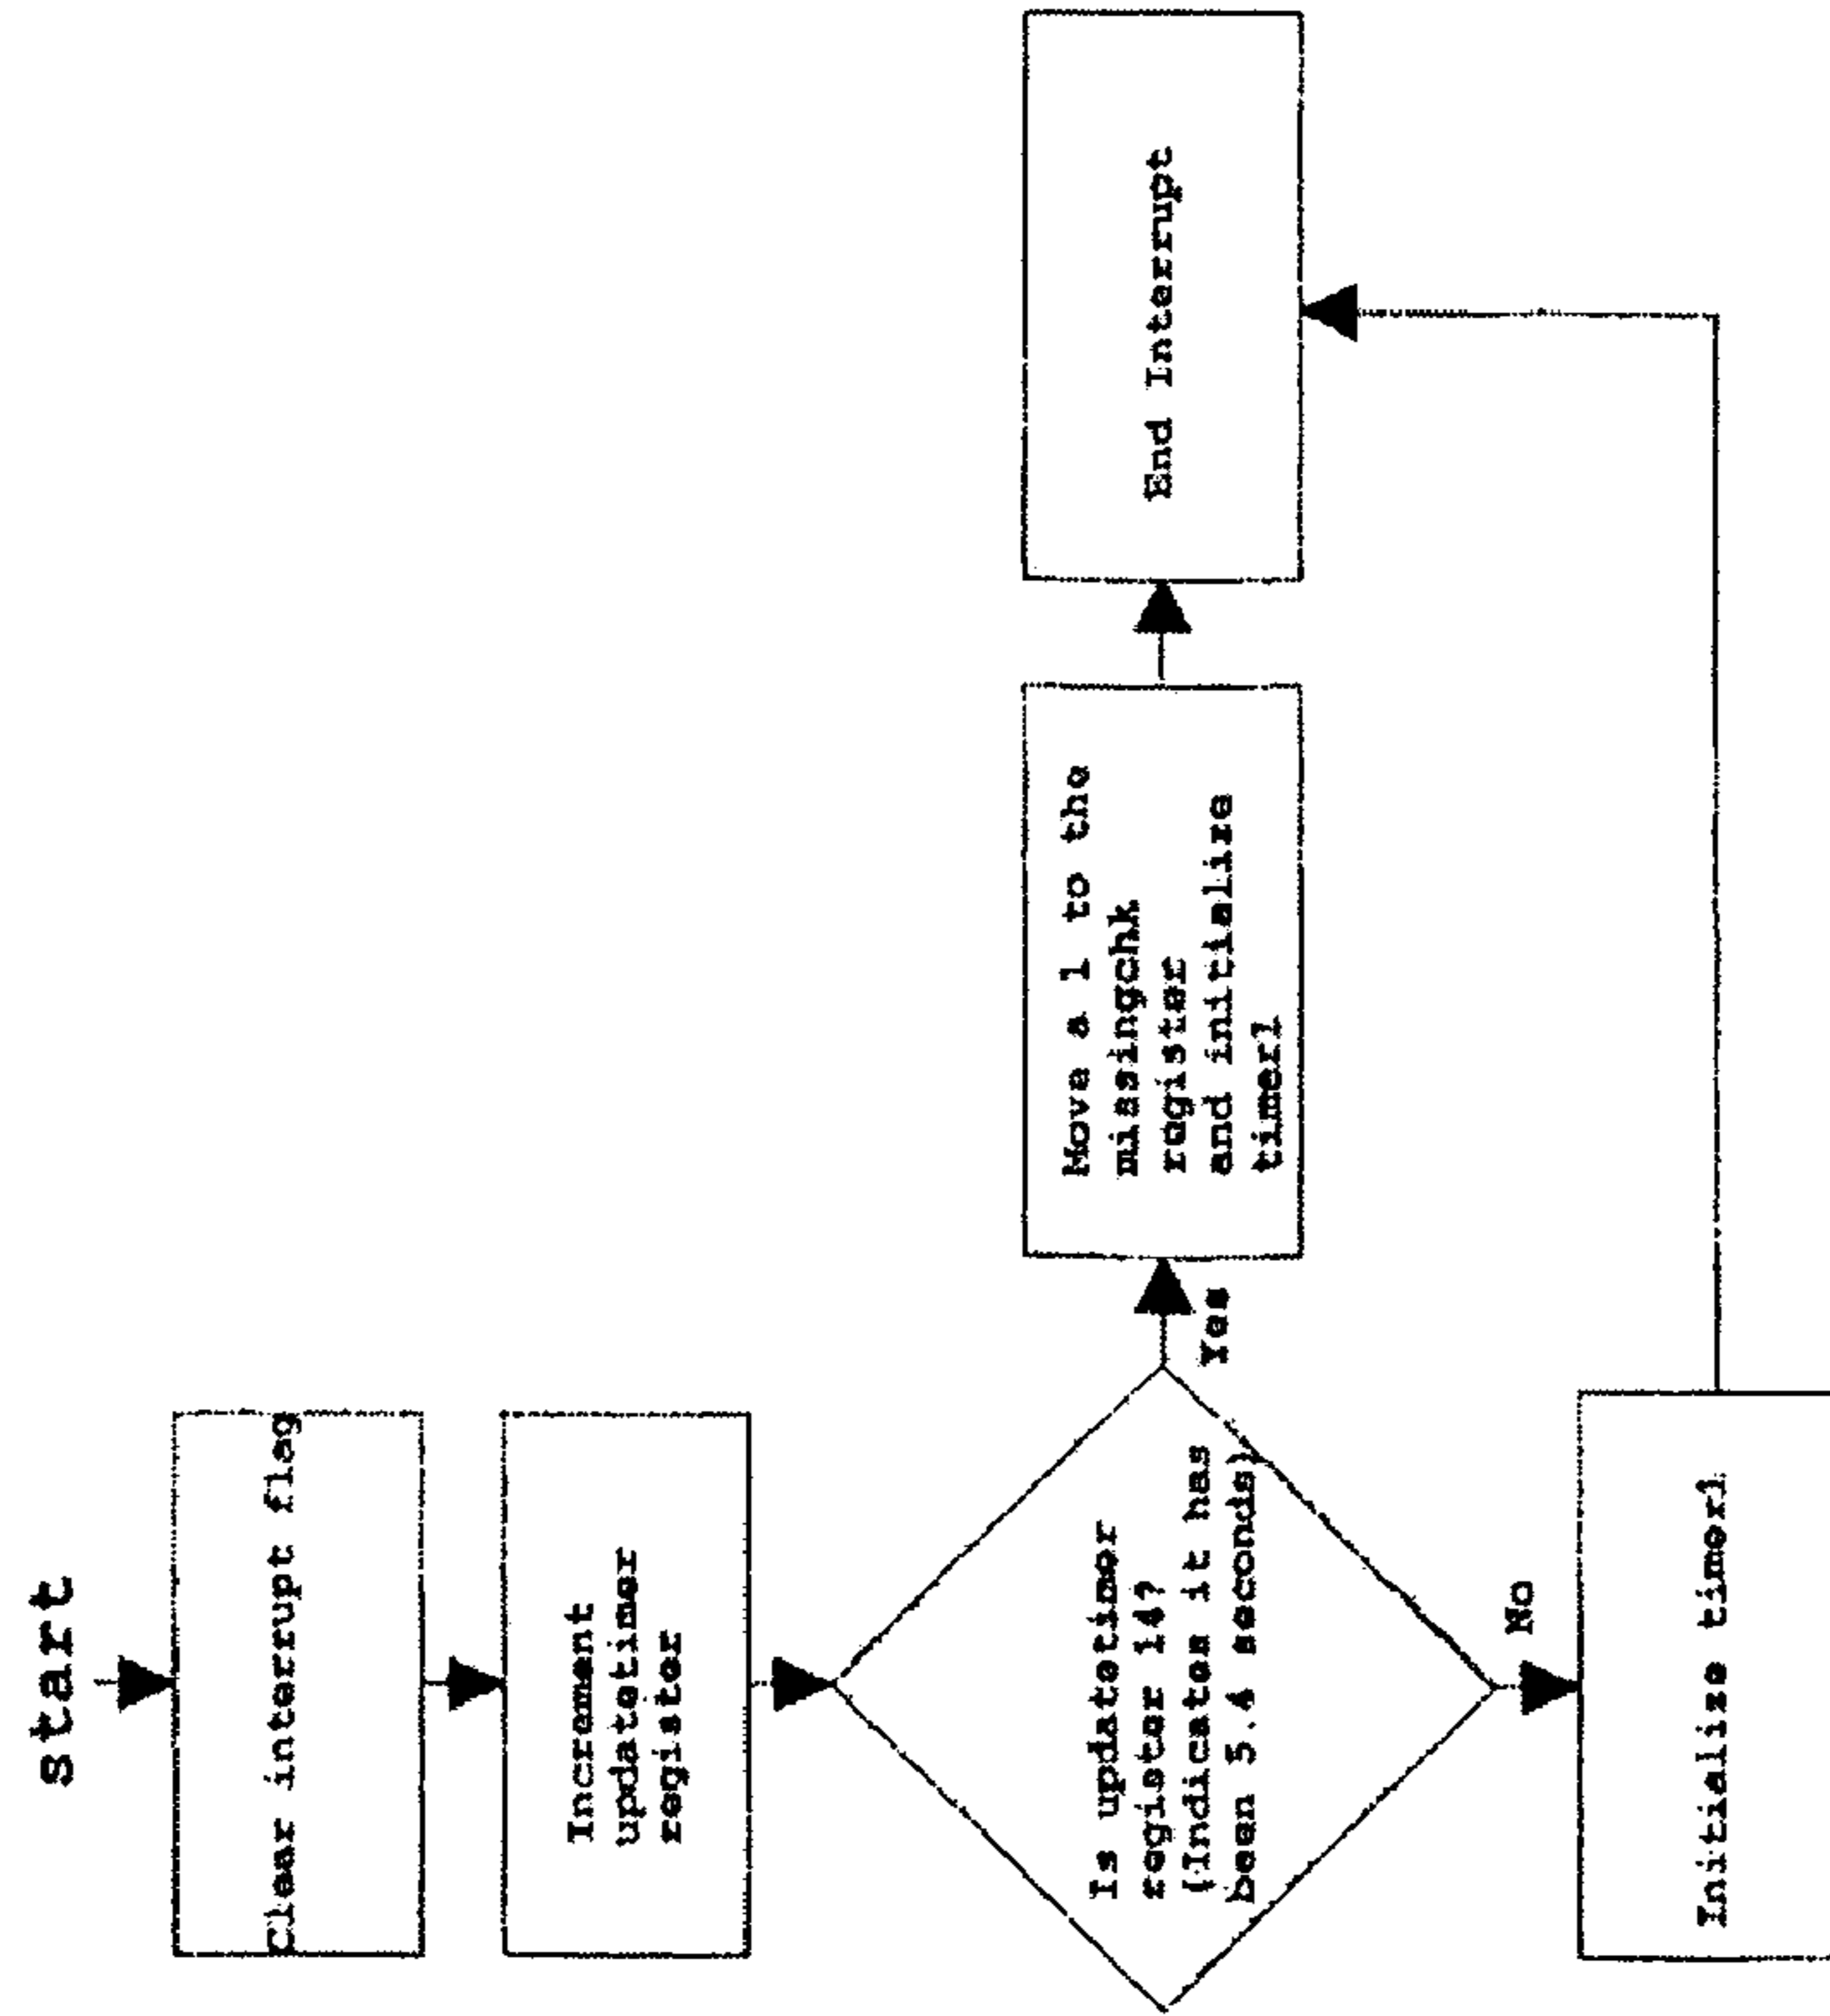 start
Clear interrupt flag
Increment
updatetimer
register
Is updatetimer
register 14?
(Indicates it has
been 5.4 seconds)
Yes
Move a 1 to the
missingchk
register
and initialize
timer1
End Interrupt
No
Initialize timer1